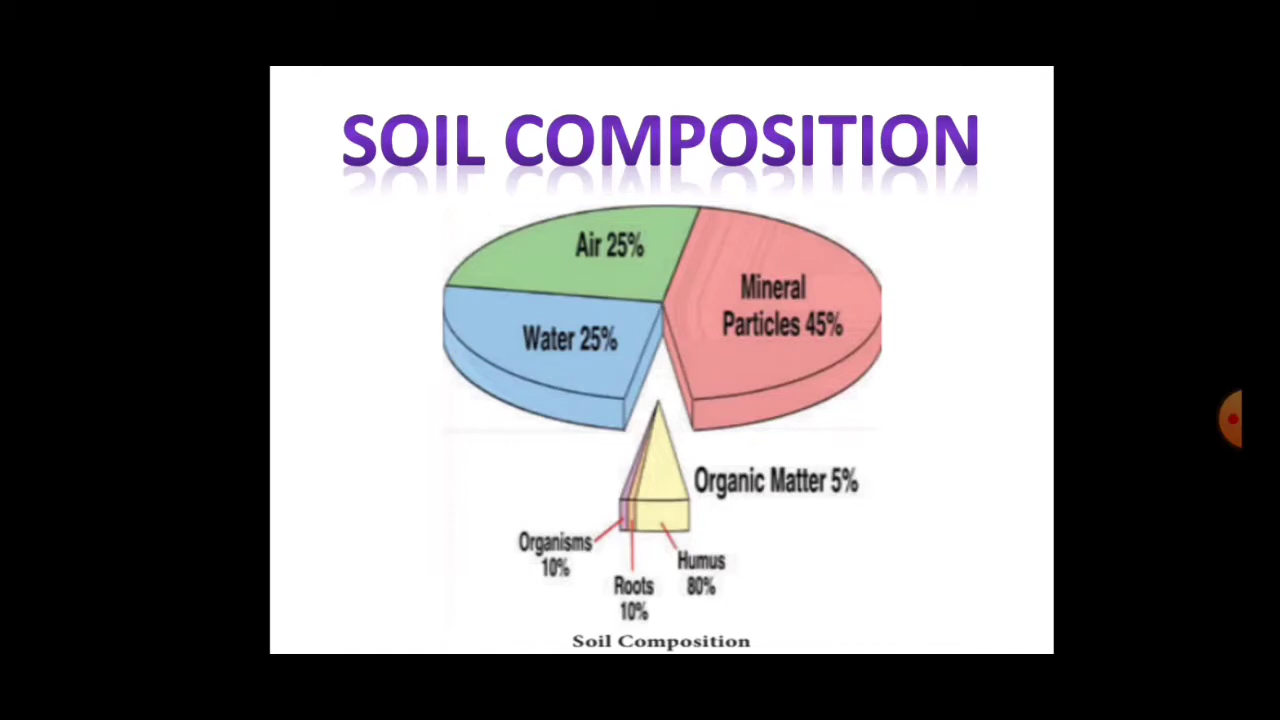 SOIL COMPOSITION
Air 25%
Mineral
Particles 45%
Water 25%
Organic Matter 5%
Organisms
10%
Roots
10%
Humus
80%
Soil Composition